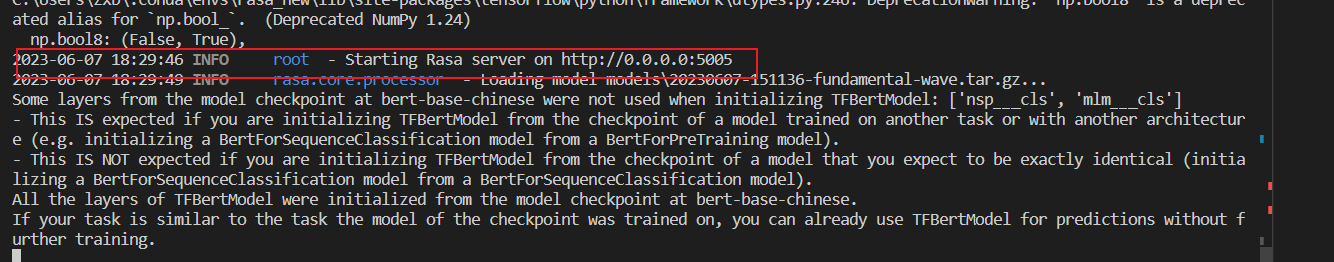 C:\Users\ZXB\.conda\envs\rasa_new\lib\site-packages\tensorflow\python\framework\dtypes.py:246: DeprecationWarning: `np.bool8` is a deprec
ated alias for `np.bool_`.  (Deprecated NumPy 1.24)
  np.bool8: (False, True),
2023-06-07 18:29:46 INFO     root  - Starting Rasa server on http://0.0.0.0:5005
2023-06-07 18:29:49 INFO     rasa.core.processor  - Loading model models\20230607-151136-fundamental-wave.tar.gz...
Some layers from the model checkpoint at bert-base-chinese were not used when initializing TFBertModel: ['nsp___cls', 'mlm___cls']
- This IS expected if you are initializing TFBertModel from the checkpoint of a model trained on another task or with another architectur
e (e.g. initializing a BertForSequenceClassification model from a BertForPreTraining model).
- This IS NOT expected if you are initializing TFBertModel from the checkpoint of a model that you expect to be exactly identical (initia
lizing a BertForSequenceClassification model from a BertForSequenceClassification model).
All the layers of TFBertModel were initialized from the model checkpoint at bert-base-chinese.
If your task is similar to the task the model of the checkpoint was trained on, you can already use TFBertModel for predictions without f
urther training.